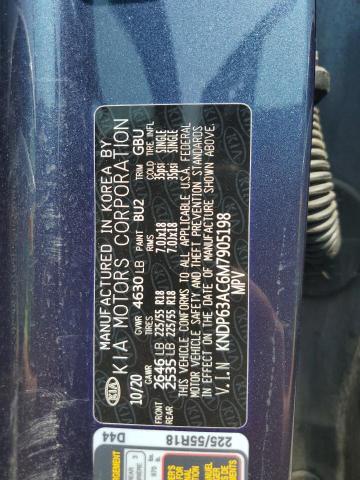 MANUFACTURED IN KOREA BY
KIA MOTORS CORPORATION
KIA
10/20 GVWR 4630 LB PAINT BU2 TRIM GBU
GAWR TIRES RIMS COLD TIRE INFL
FRONT 2646 LB 225/55 R18 7.0Jx18 35psi SINGLE
REAR 2535 LB 225/55 R18 7.0Jx18 35psi SINGLE
THIS VEHICLE CONFORMS TO ALL APPLICABLE U.S.A. FEDERAL
MOTOR VEHICLE SAFETY AND THEFT PREVENTION STANDARDS
IN EFFECT ON THE DATE OF MANUFACTURE SHOWN ABOVE.
V.I.N KNDP63AC6M7905198
MPV
D44
225/55R18